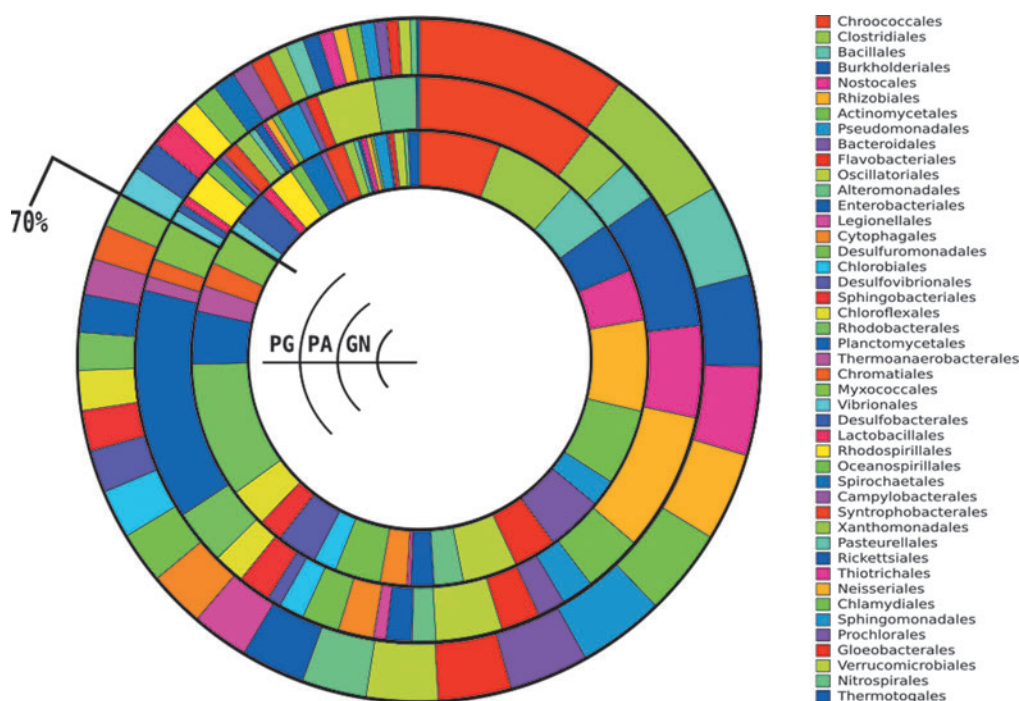 70%
PG PA GN
Chroococcales
Clostridiales
Bacillales
Burkholderiales
Nostocales
Rhizobiales
Actinomycetales
Pseudomonadales
Bacteroidales
Flavobacteriales
Oscillatoriales
Alteromonadales
Enterobacteriales
Legionellales
Cytophagales
Desulfuromonadales
Chlorobiales
Desulfovibrionales
Sphingobacteriales
Chloroflexales
Rhodobacterales
Planctomycetales
Thermoanaerobacterales
Chromatiales
Myxococcales
Vibrionales
Desulfobacterales
Lactobacillales
Rhodospirillales
Oceanospirillales
Spirochaetales
Campylobacterales
Syntrophobacterales
Xanthomonadales
Pasteurellales
Rickettsiales
Thiotrichales
Neisseriales
Chlamydiales
Sphingomonadales
Prochlorales
Gloeobacterales
Verrucomicrobiales
Nitrospirales
Thermotogales